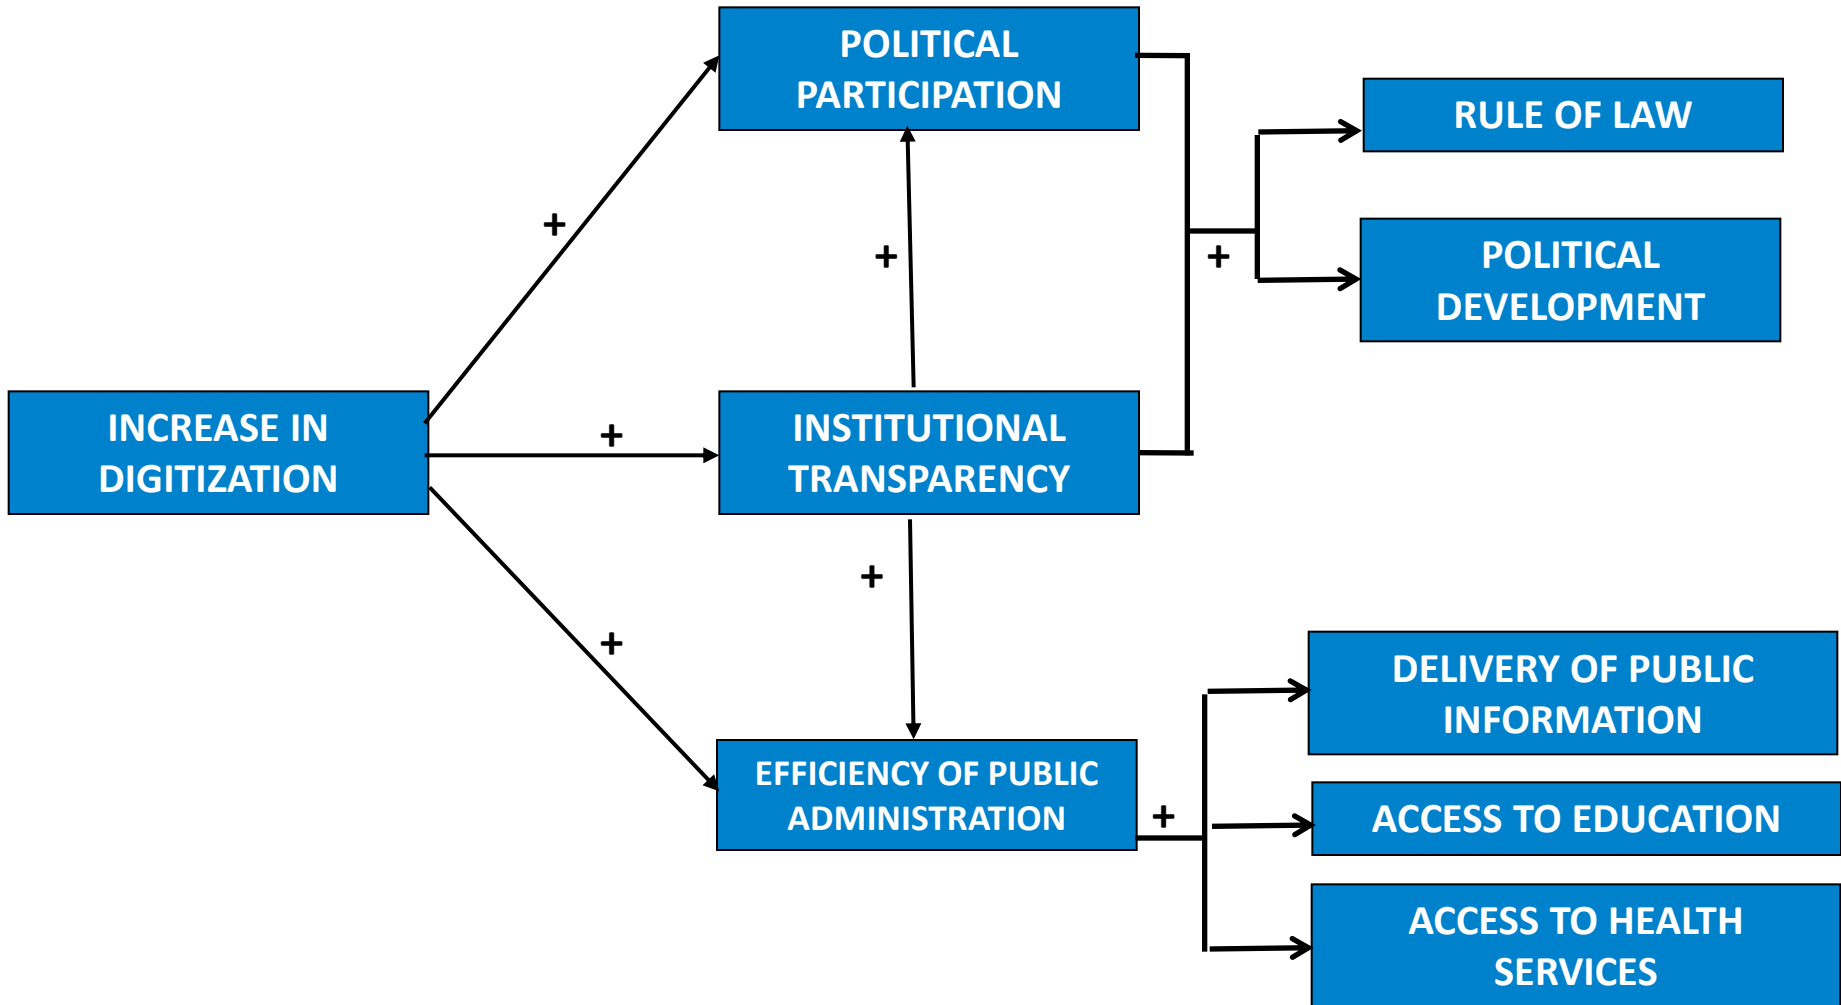 POLITICAL
PARTICIPATION
RULE OF LAW
+
+
+
POLITICAL
DEVELOPMENT
INCREASE IN
DIGITIZATION
+
INSTITUTIONAL
TRANSPARENCY
+
+
DELIVERY OF PUBLIC
INFORMATION
EFFICIENCY OF PUBLIC
ADMINISTRATION
+
ACCESS TO EDUCATION
ACCESS TO HEALTH
SERVICES